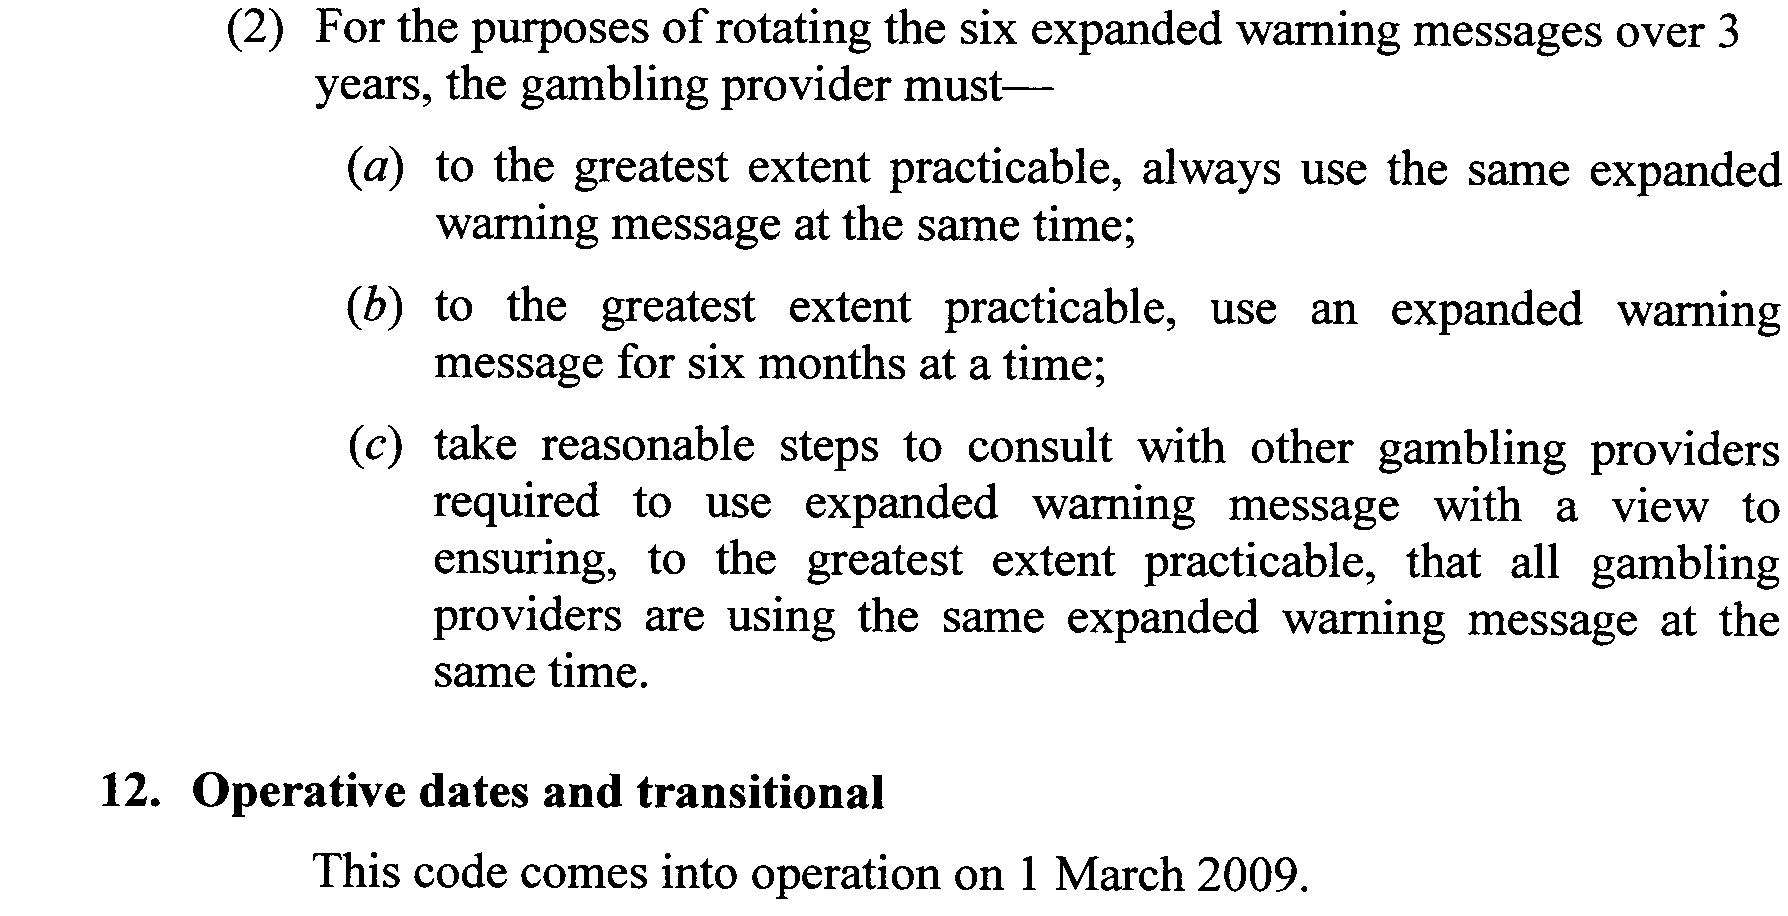 (2) For the purposes of rotating the six expanded warning messages over 3
years, the gambling provider must—
(a) to the greatest extent practicable, always use the same expanded
warning message at the same time;
(b) to the greatest extent practicable, use an expanded warning
message for six months at a time;
(c) take reasonable steps to consult with other gambling providers
required to use expanded warning message with a view to
ensuring, to the greatest extent practicable, that all gambling
providers are using the same expanded warning message at the
same time.
12. Operative dates and transitional
This code comes into operation on 1 March 2009.